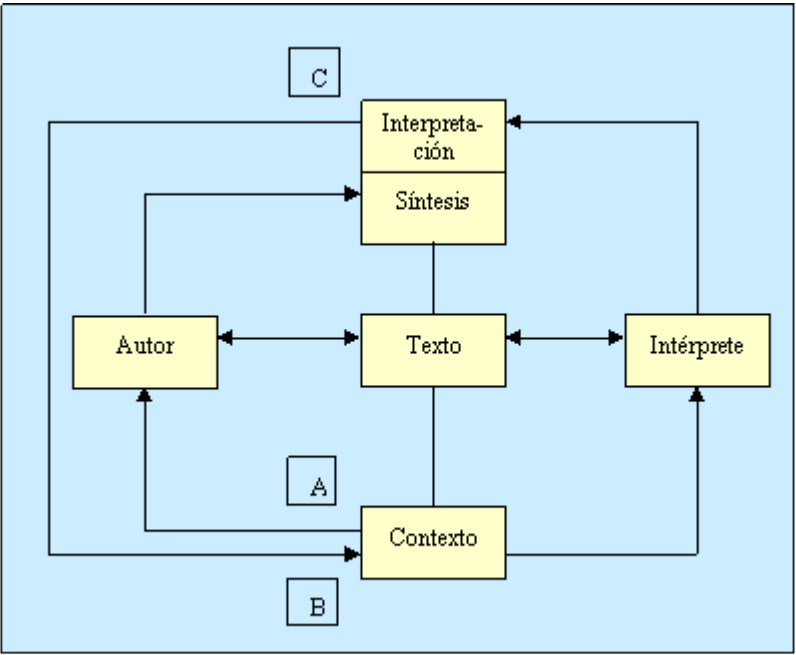 C
Interpreta-
ción
Síntesis
Autor
Texto
Intérprete
A
Contexto
B